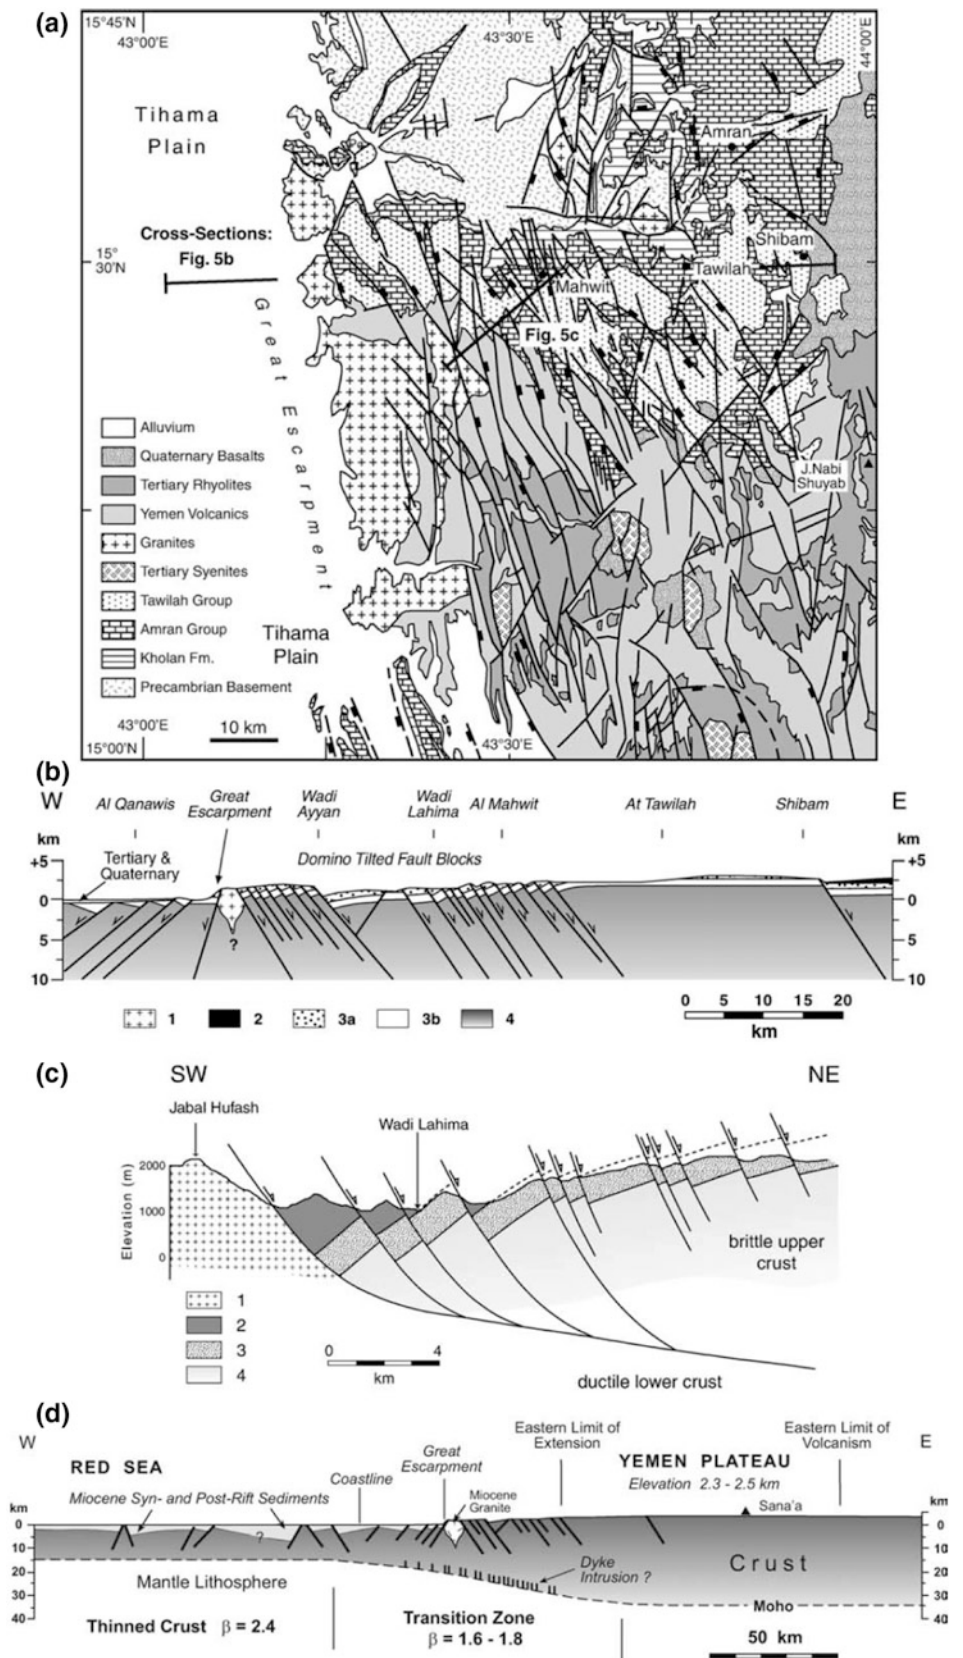 (a)
15°45'N
43°00'E
43°30'E
44°00'E
Tihama
Plain
Amran
Cross-Sections:
Fig. 5b
15°
30'N
Shibam
Tawilah
Mahwit
Fig. 5c
Great Escarpment
Alluvium
Quaternary Basalts
Tertiary Rhyolites
Yemen Volcanics
Granites
Tertiary Syenites
Tawilah Group
Amran Group
Kholan Fm.
Precambrian Basement
J.Nabi
Shuyab
Tihama
Plain
43°00'E
15°00'N
10 km
43°30'E
(b)
W
Al Qanawis
Great
Escarpment
Wadi
Ayyan
Wadi
Lahima
Al Mahwit
At Tawilah
Shibam
E
km
+5
0
5
10
Tertiary &
Quaternary
Domino Tilted Fault Blocks
?
km
+5
0
5
10
1
2
3a
3b
4
0 5 10 15 20
km
(c)
SW
NE
Jabal Hufash
Wadi Lahima
Elevation (m)
2000
1000
0
brittle upper
crust
1
2
3
4
0 4
km
ductile lower crust
(d)
W
E
RED SEA
Miocene Syn- and Post-Rift Sediments
Coastline
Great
Escarpment
Miocene
Granite
Eastern Limit of
Extension
YEMEN PLATEAU
Elevation 2.3 - 2.5 km
Eastern Limit of
Volcanism
Sana'a
km
0
10
20
30
40
?
Mantle Lithosphere
Dyke
Intrusion ?
Crust
Moho
km
0
10
20
30
40
Thinned Crust β = 2.4
Transition Zone
β = 1.6 - 1.8
50 km